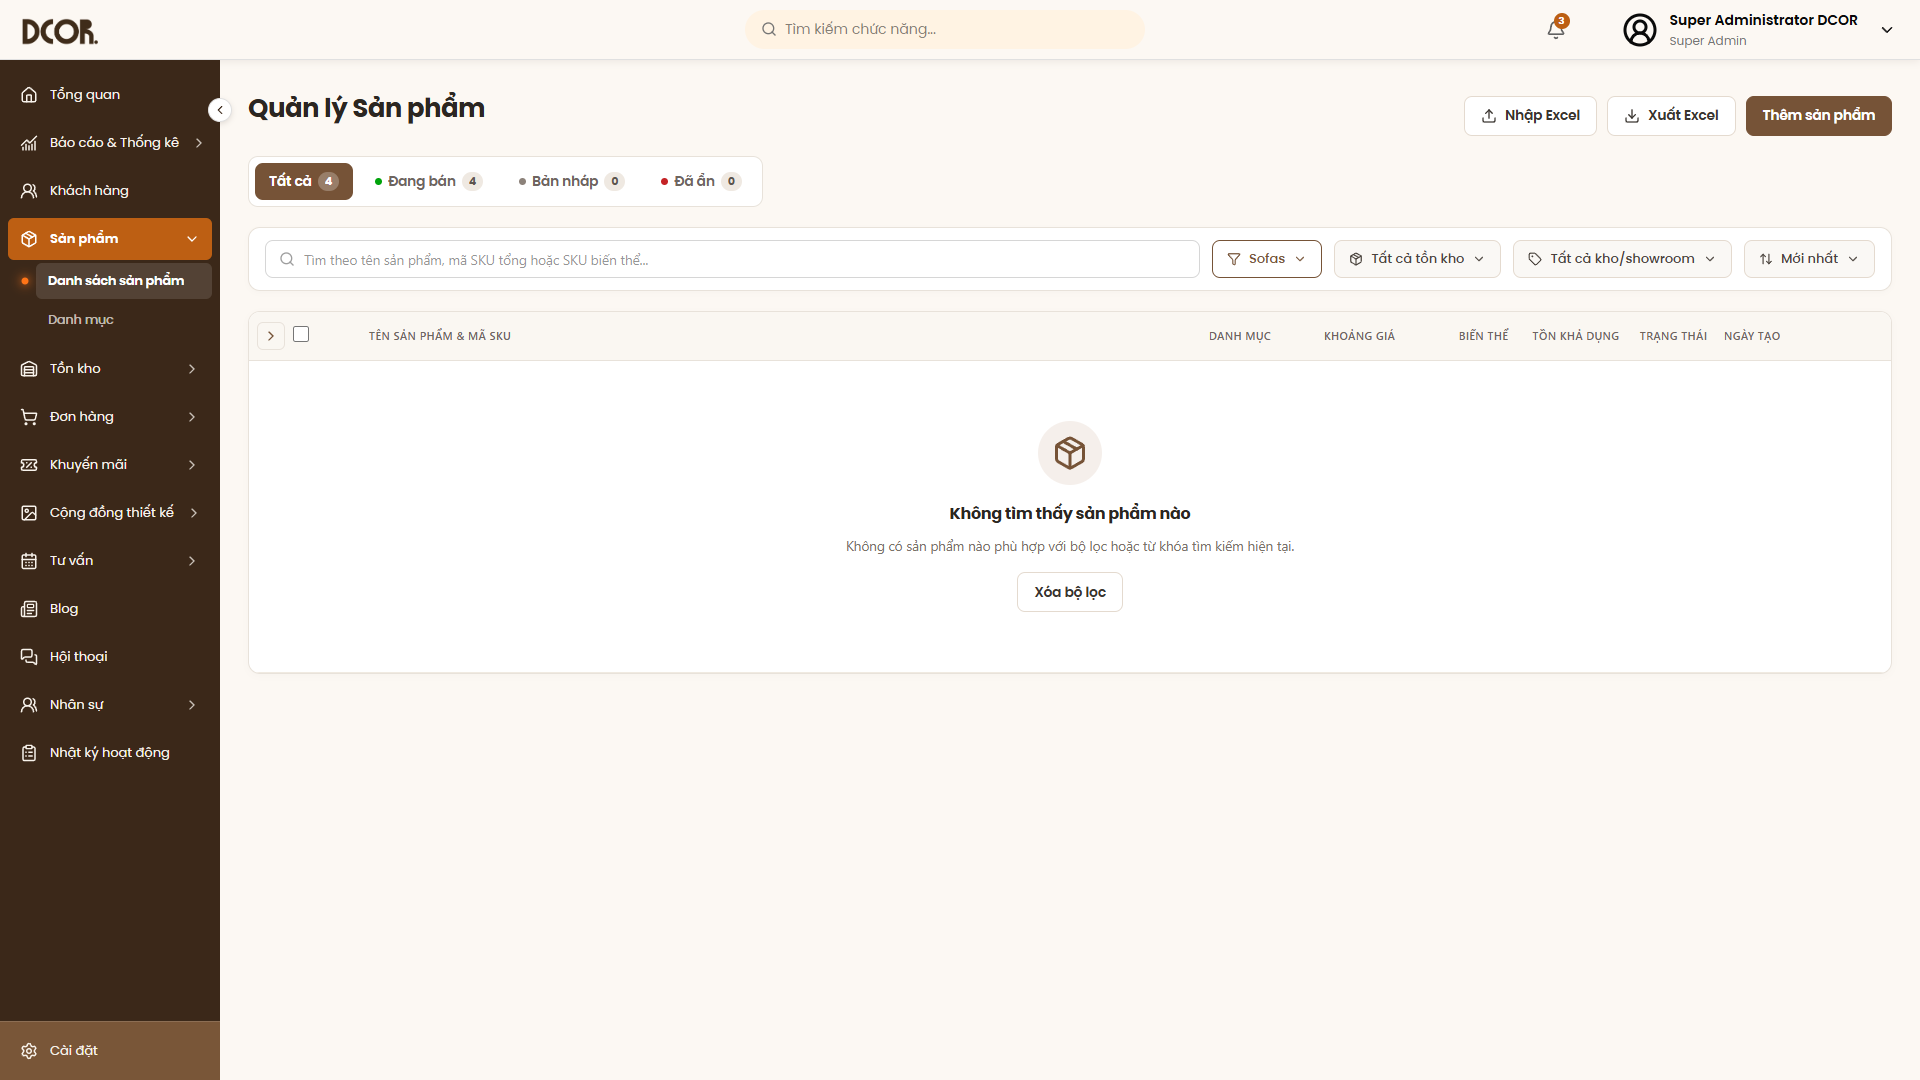 DCOR.
Tìm kiếm chức năng...
3
Super Administrator DCOR
Super Admin
Tổng quan
Báo cáo & Thống kê
Khách hàng
Sản phẩm
Danh sách sản phẩm
Danh mục
Tồn kho
Đơn hàng
Khuyến mãi
Cộng đồng thiết kế
Tư vấn
Blog
Hội thoại
Nhân sự
Nhật ký hoạt động
Cài đặt
Quản lý Sản phẩm
Nhập Excel
Xuất Excel
Thêm sản phẩm
Tất cả 4
Đang bán 4
Bản nháp 0
Đã ẩn 0
Tìm theo tên sản phẩm, mã SKU tổng hoặc SKU biến thể...
Sofas
Tất cả tồn kho
Tất cả kho/showroom
Mới nhất
TÊN SẢN PHẨM & MÃ SKU
DANH MỤC
KHOẢNG GIÁ
BIẾN THỂ
TỒN KHẢ DỤNG
TRẠNG THÁI
NGÀY TẠO
Không tìm thấy sản phẩm nào
Không có sản phẩm nào phù hợp với bộ lọc hoặc từ khóa tìm kiếm hiện tại.
Xóa bộ lọc